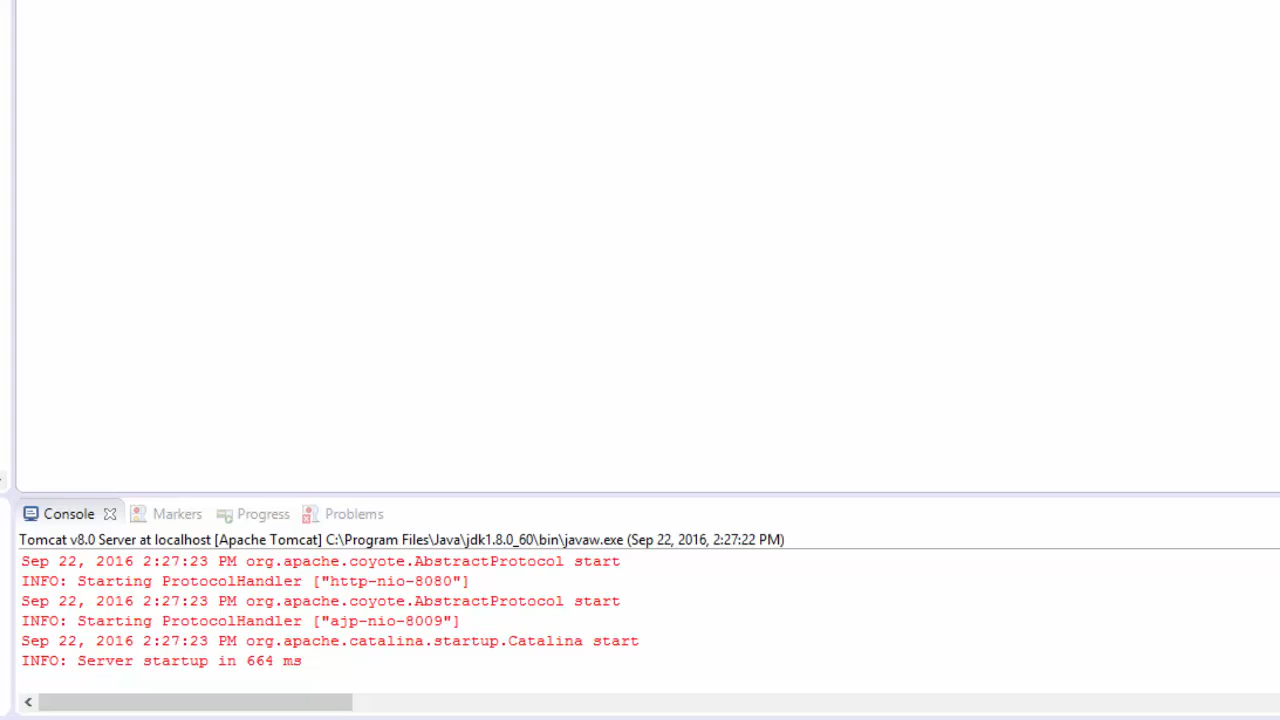 Console Markers Progress Problems
Tomcat v8.0 Server at localhost [Apache Tomcat] C:\Program Files\Java\jdk1.8.0_60\bin\javaw.exe (Sep 22, 2016, 2:27:22 PM)
Sep 22, 2016 2:27:23 PM org.apache.coyote.AbstractProtocol start
INFO: Starting ProtocolHandler ["http-nio-8080"]
Sep 22, 2016 2:27:23 PM org.apache.coyote.AbstractProtocol start
INFO: Starting ProtocolHandler ["ajp-nio-8009"]
Sep 22, 2016 2:27:23 PM org.apache.catalina.startup.Catalina start
INFO: Server startup in 664 ms